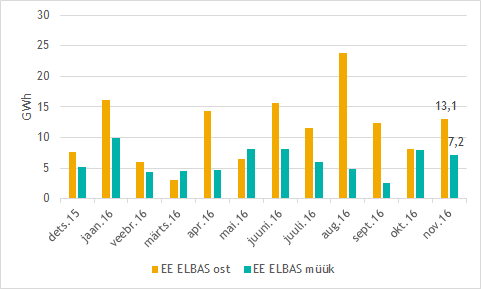 30
25
20
15
10
5
0
GWh
13,1
7,2
dets.15
jaan.16
veebr.16
märts.16
apr.16
mai.16
juuni.16
juuli.16
aug.16
sept.16
okt.16
nov.16
EE ELBAS ost
EE ELBAS müük